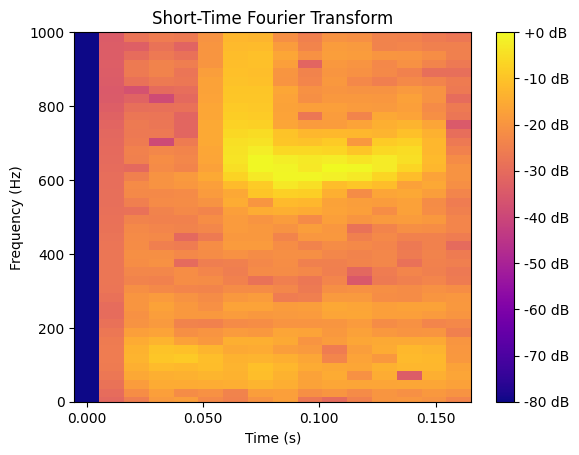 Short-Time Fourier Transform
1000
800
600
400
200
0
Frequency (Hz)
0.000
0.050
0.100
0.150
Time (s)
+0 dB
-10 dB
-20 dB
-30 dB
-40 dB
-50 dB
-60 dB
-70 dB
-80 dB